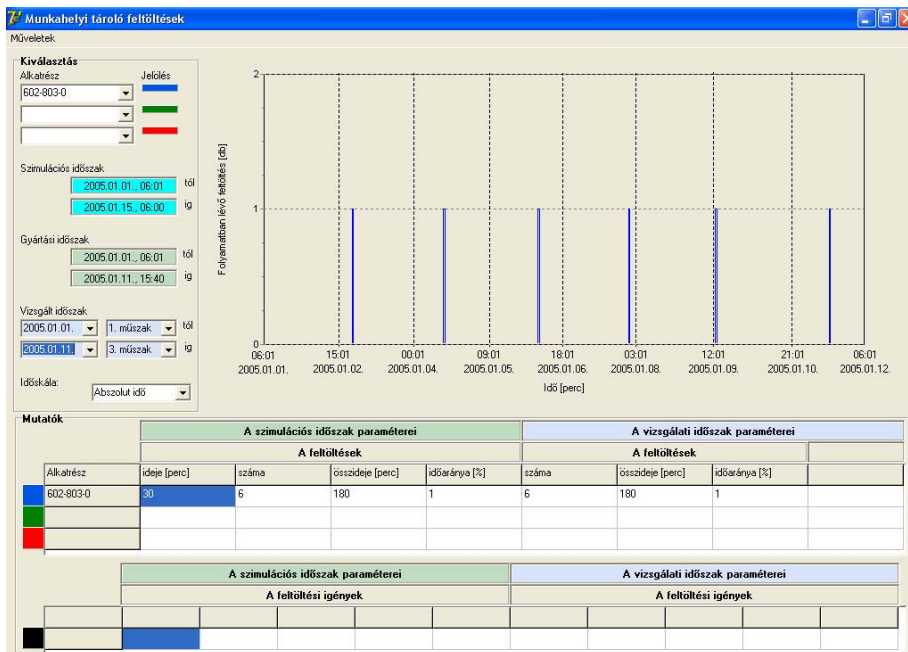 Munkahelyi tároló feltöltések
Műveletek
Kiválasztás
Alkatrész Jelölés
602-803-0
Szimulációs időszak
2005.01.01., 06:01 tól
2005.01.15., 06:00 ig
Gyártási időszak
2005.01.01., 06:01 tól
2005.01.11., 15:40 ig
Vizsgált időszak
2005.01.01. 1. műszak tól
2005.01.11. 3. műszak ig
Időskála: Abszolut idő
Folyamatban lévő feltöltés [db]
2
1
0
06:01 15:01 00:01 09:01 18:01 03:01 12:01 21:01 06:01
2005.01.01. 2005.01.02. 2005.01.04. 2005.01.05. 2005.01.06. 2005.01.08. 2005.01.09. 2005.01.10. 2005.01.12.
Idő [perc]
Mutatók
A szimulációs időszak paraméterei A vizsgálati időszak paraméterei
A feltöltések A feltöltések
Alkatrész ideje [perc] száma összideje [perc] időaránya [%] száma összideje [perc] időaránya [%]
602-803-0 30 6 180 1 6 180 1
A szimulációs időszak paraméterei A vizsgálati időszak paraméterei
A feltöltési igények A feltöltési igények